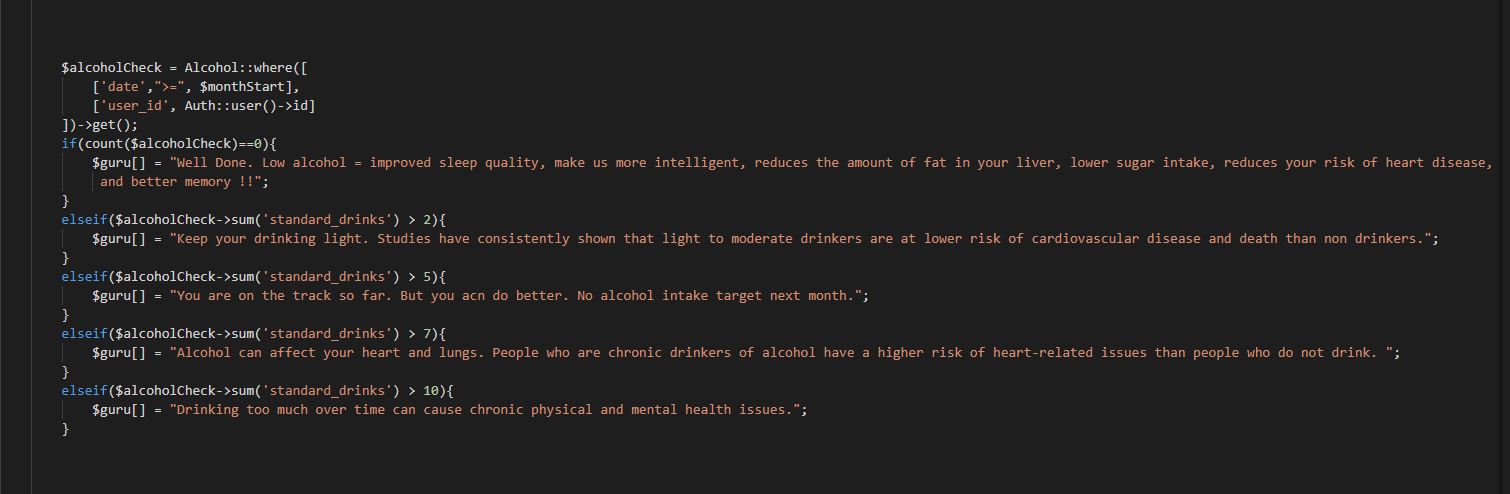 $alcoholCheck = Alcohol::where([
['date',">=", $monthStart],
['user_id', Auth::user()->id]
])->get();
if(count($alcoholCheck)==0){
$guru[] = "Well Done. Low alcohol = improved sleep quality, make us more intelligent, reduces the amount of fat in your liver, lower sugar intake, reduces your risk of heart disease,
and better memory !!";
}
elseif($alcoholCheck->sum('standard_drinks') > 2){
$guru[] = "Keep your drinking light. Studies have consistently shown that light to moderate drinkers are at lower risk of cardiovascular disease and death than non drinkers.";
}
elseif($alcoholCheck->sum('standard_drinks') > 5){
$guru[] = "You are on the track so far. But you acn do better. No alcohol intake target next month.";
}
elseif($alcoholCheck->sum('standard_drinks') > 7){
$guru[] = "Alcohol can affect your heart and lungs. People who are chronic drinkers of alcohol have a higher risk of heart-related issues than people who do not drink. ";
}
elseif($alcoholCheck->sum('standard_drinks') > 10){
$guru[] = "Drinking too much over time can cause chronic physical and mental health issues.";
}